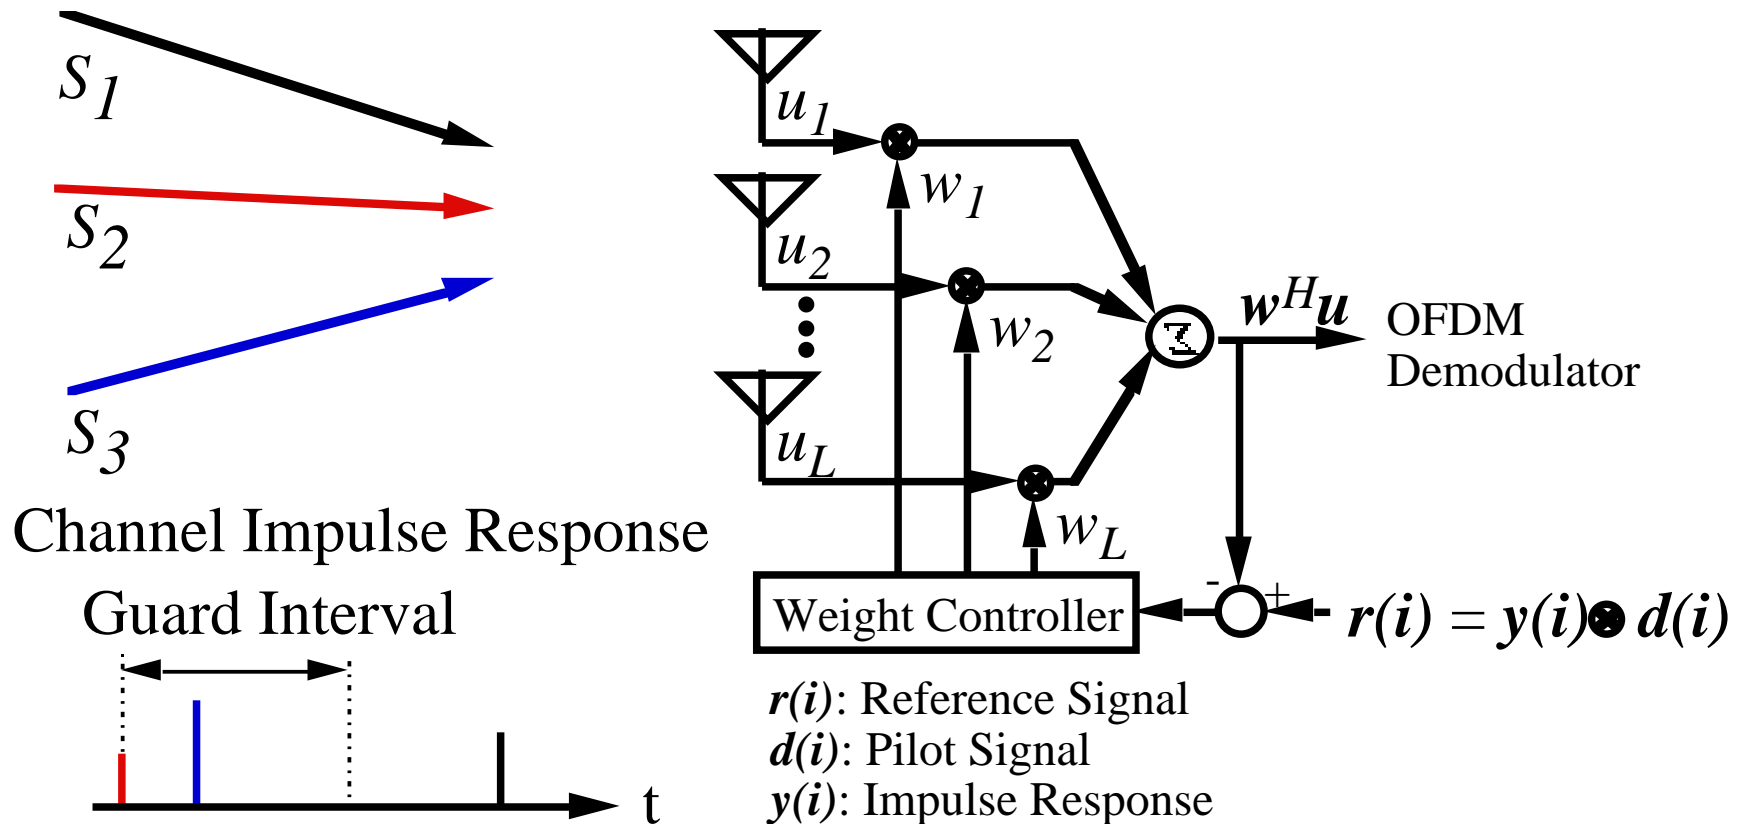 S1
S2
S3
Channel Impulse Response
Guard Interval
t
u1
w1
u2
w2
uL
wL
Σ
w^H u
OFDM
Demodulator
Weight Controller
- +
r(i) = y(i)⊗ d(i)
r(i): Reference Signal
d(i): Pilot Signal
y(i): Impulse Response